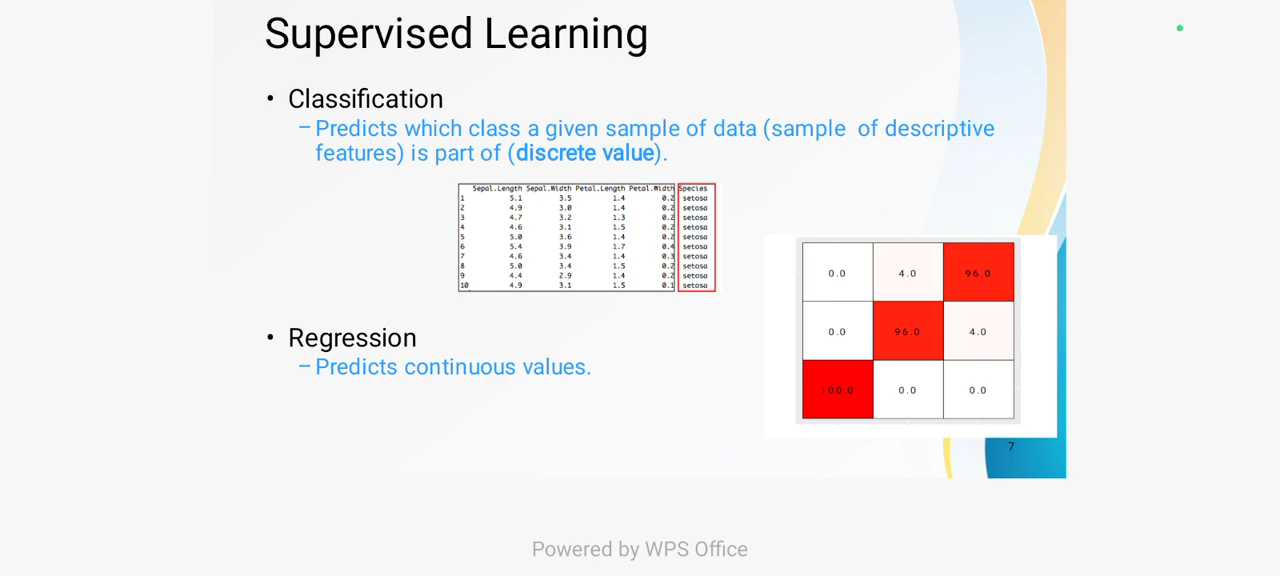 Supervised Learning
• Classification
– Predicts which class a given sample of data (sample of descriptive
features) is part of (discrete value).
Sepal.Length Sepal.Width Petal.Length Petal.Width Species
1 5.1 3.5 1.4 0.2 setosa
2 4.9 3.0 1.4 0.2 setosa
3 4.7 3.2 1.3 0.2 setosa
4 4.6 3.1 1.5 0.2 setosa
5 5.0 3.6 1.4 0.2 setosa
6 5.4 3.9 1.7 0.4 setosa
7 4.6 3.4 1.4 0.3 setosa
8 5.0 3.4 1.5 0.2 setosa
9 4.4 2.9 1.4 0.2 setosa
10 4.9 3.1 1.5 0.1 setosa
0.0 4.0 96.0
0.0 96.0 4.0
100.0 0.0 0.0
• Regression
– Predicts continuous values.
7
Powered by WPS Office